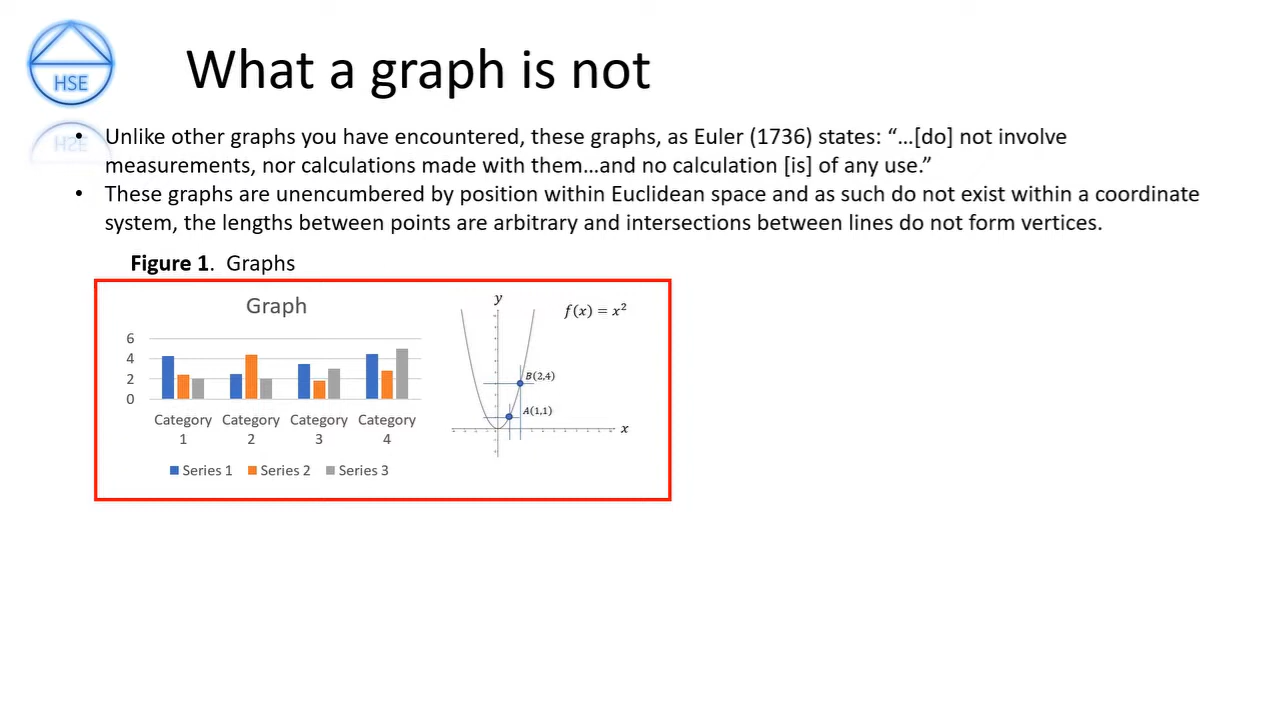 HSE
What a graph is not
• Unlike other graphs you have encountered, these graphs, as Euler (1736) states: “…[do] not involve
measurements, nor calculations made with them…and no calculation [is] of any use.”
• These graphs are unencumbered by position within Euclidean space and as such do not exist within a coordinate
system, the lengths between points are arbitrary and intersections between lines do not form vertices.
Figure 1. Graphs
Graph
6
4
2
0
Category 1
Category 2
Category 3
Category 4
Series 1 Series 2 Series 3
y
f(x) = x²
B(2,4)
A(1,1)
x